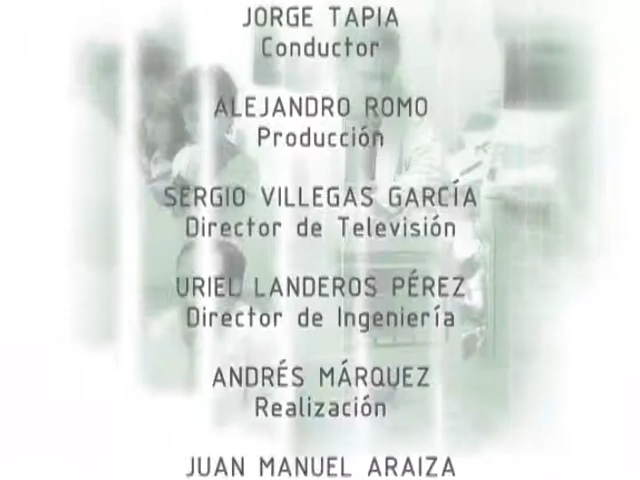 JORGE TAPIA
Conductor
ALEJANDRO ROMO
Producción
SERGIO VILLEGAS GARCÍA
Director de Televisión
URIEL LANDEROS PÉREZ
Director de Ingeniería
ANDRÉS MÁRQUEZ
Realización
JUAN MANUEL ARAIZA